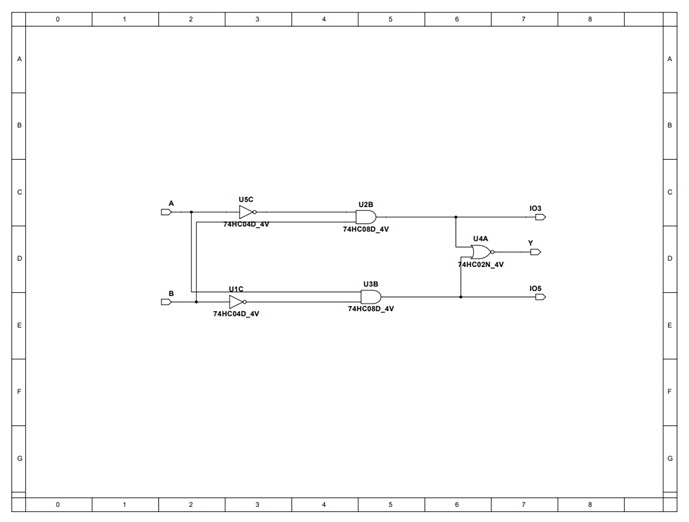 0 1 2 3 4 5 6 7 8
A A
B B
C C
A U5C U2B IO3
74HC04D_4V 74HC08D_4V
U4A Y
D D
74HC02N_4V
B U1C U3B IO5
74HC04D_4V 74HC08D_4V
E E
F F
G G
0 1 2 3 4 5 6 7 8